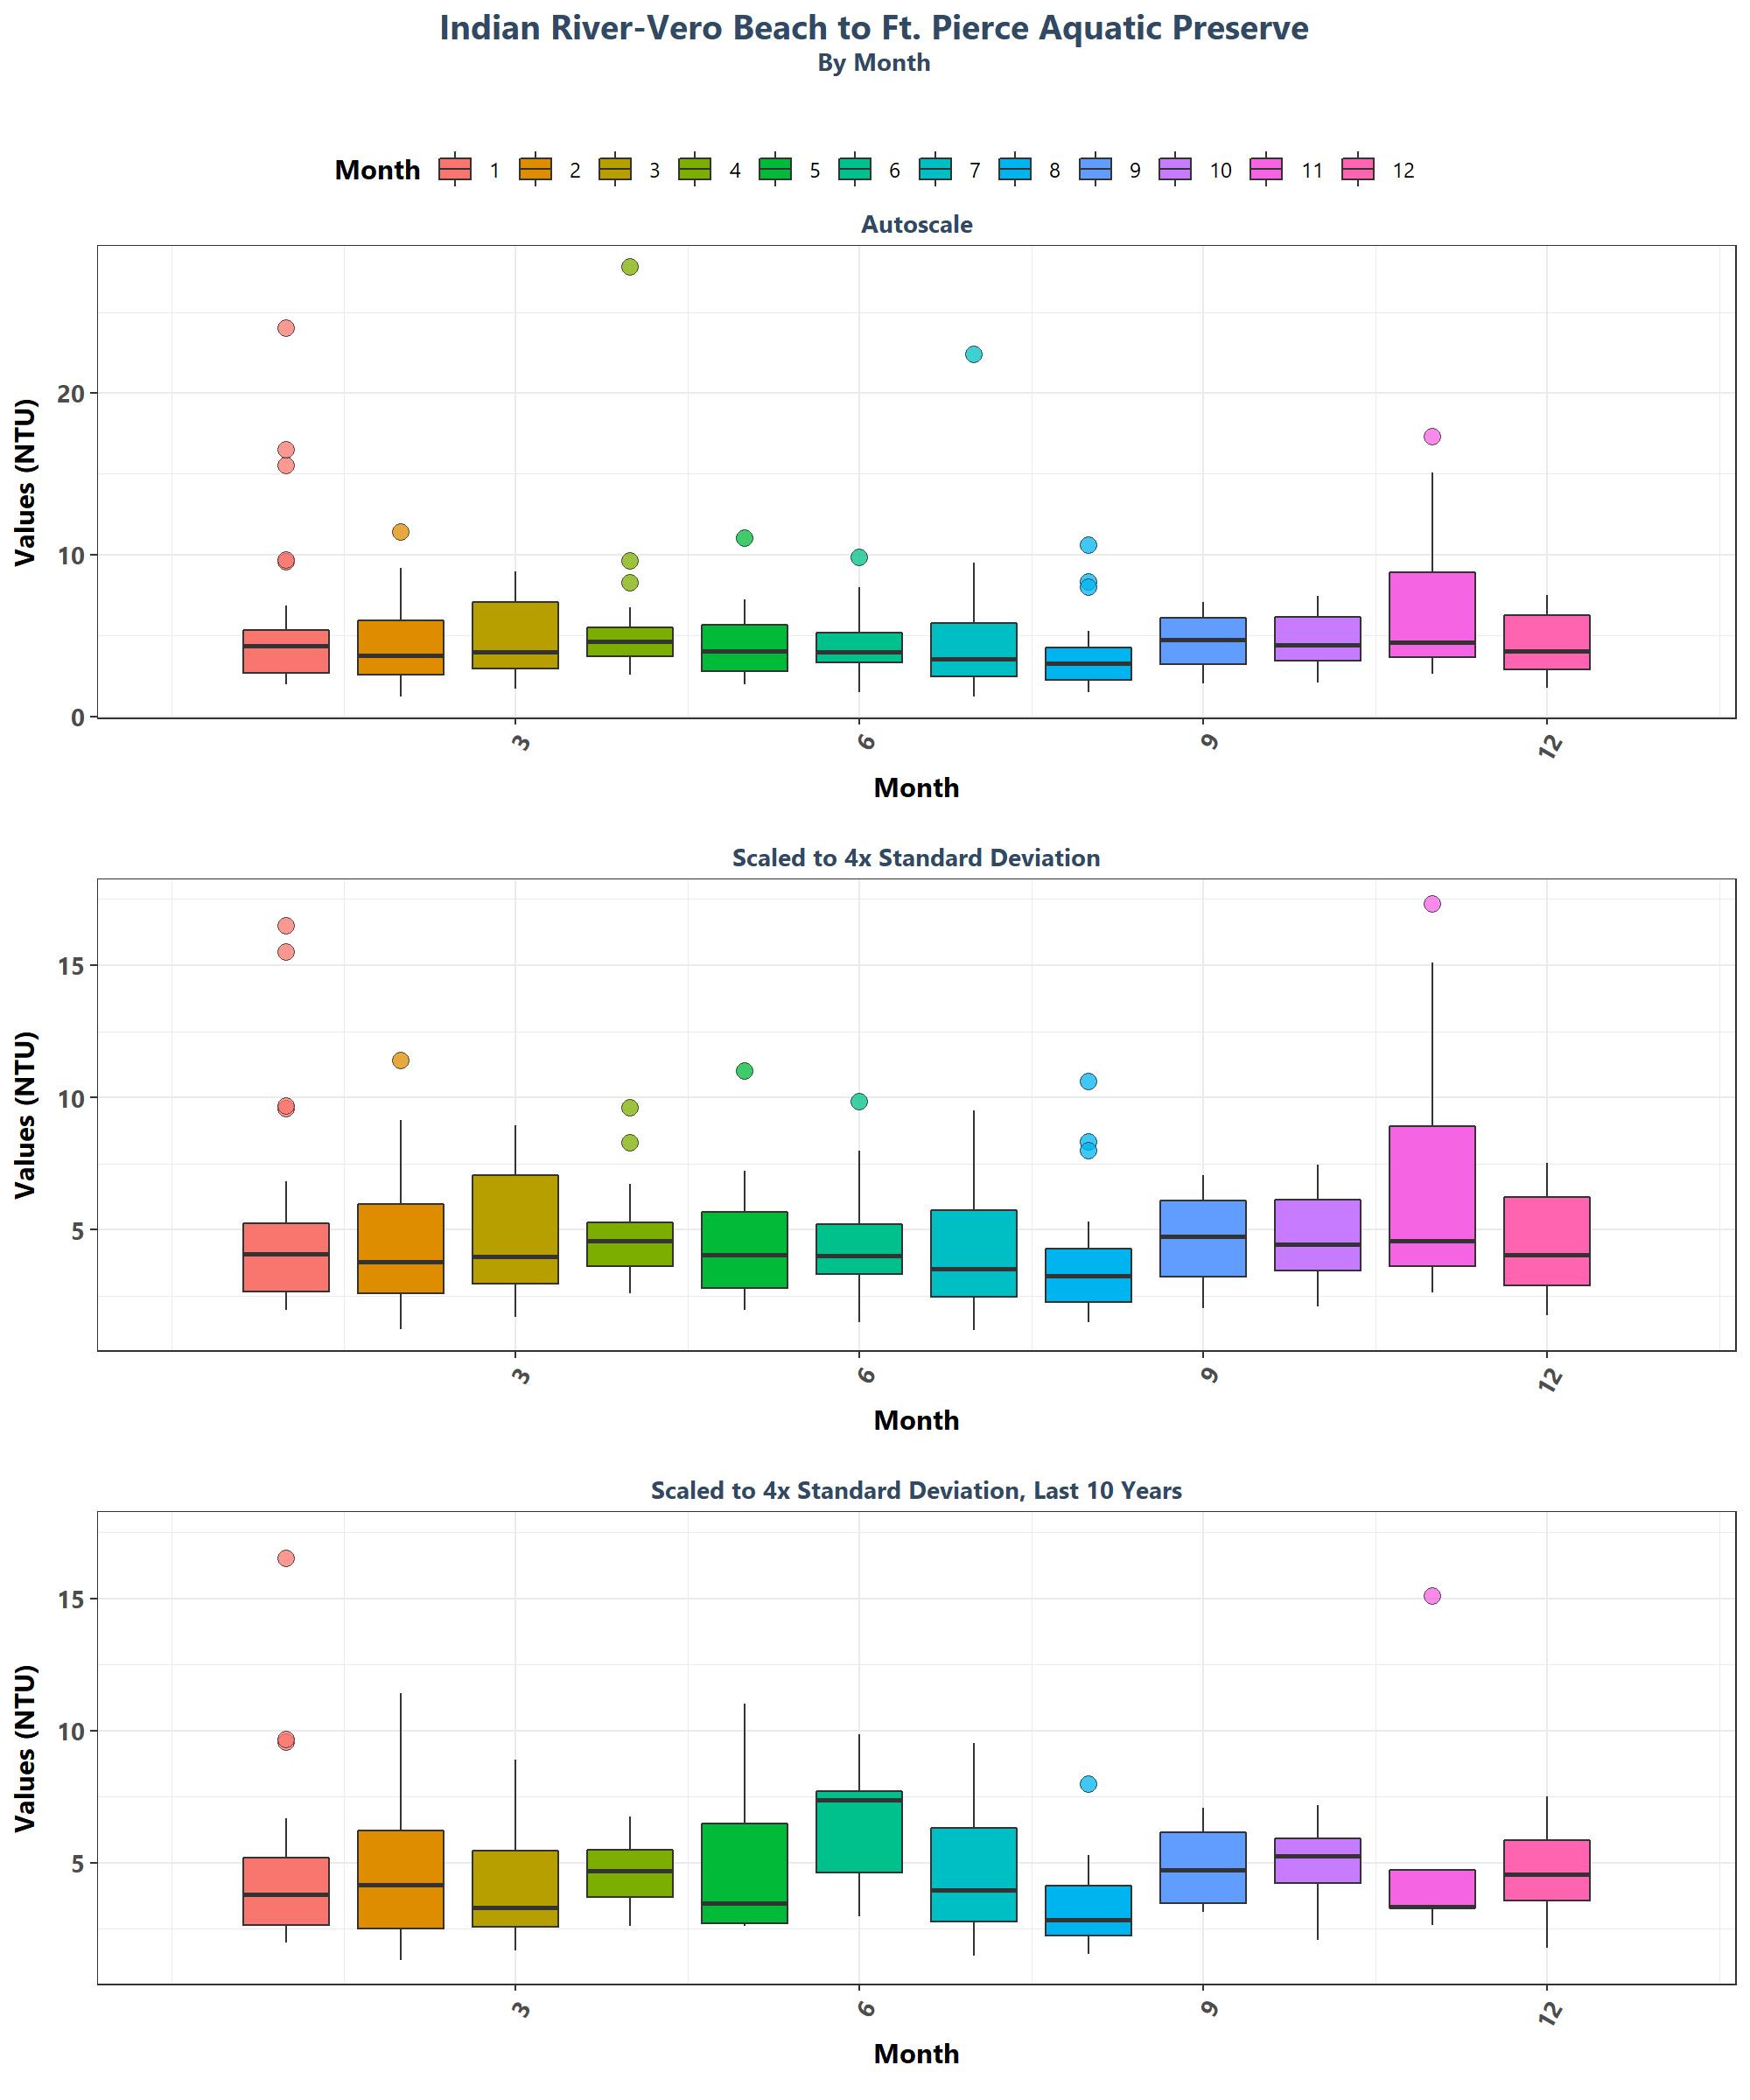 Indian River-Vero Beach to Ft. Pierce Aquatic Preserve
By Month
Month 1 2 3 4 5 6 7 8 9 10 11 12
Autoscale
Values (NTU)
20
10
0
3 6 9 12
Month
Scaled to 4x Standard Deviation
Values (NTU)
15
10
5
3 6 9 12
Month
Scaled to 4x Standard Deviation, Last 10 Years
Values (NTU)
15
10
5
3 6 9 12
Month